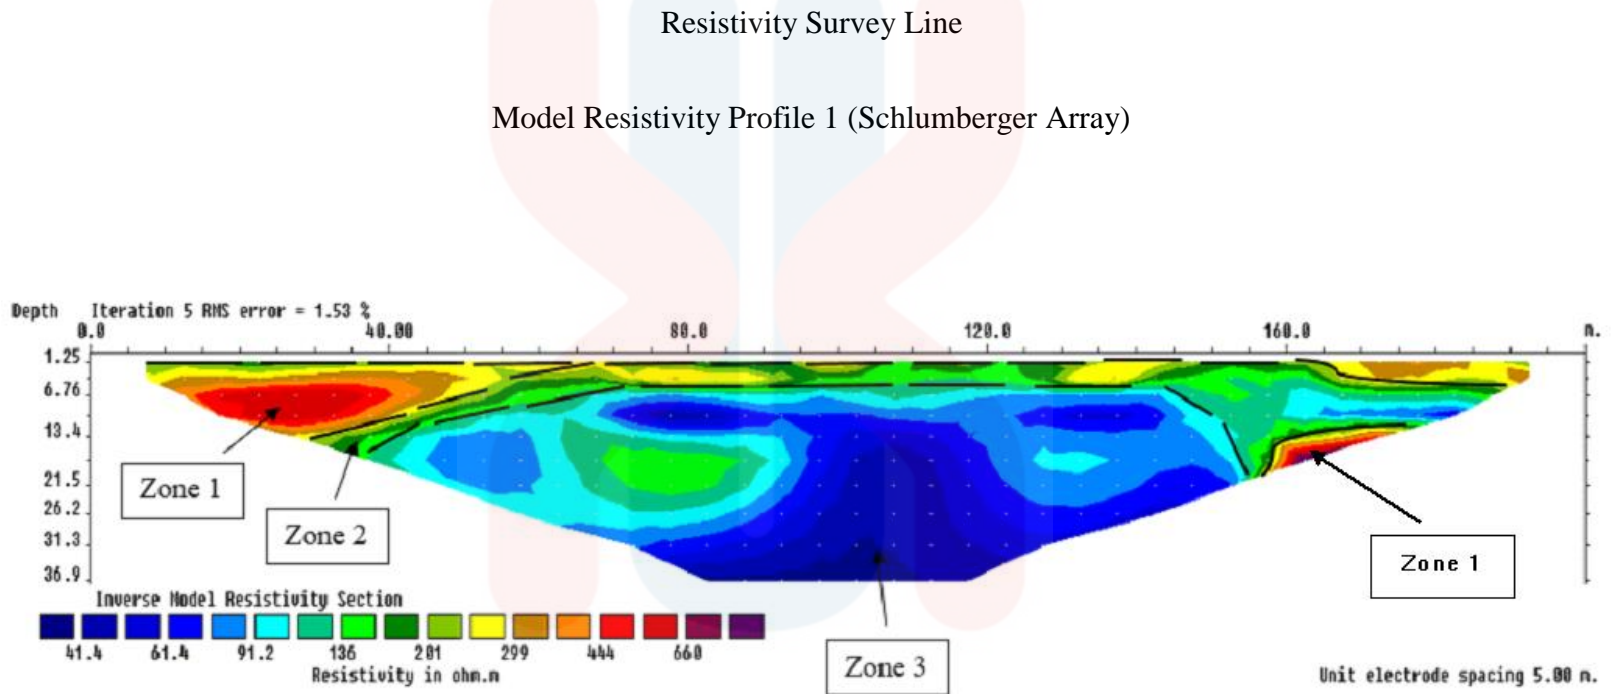 Resistivity Survey Line
Model Resistivity Profile 1 (Schlumberger Array)
Depth Iteration 5 RMS error = 1.53 %
0.0 40.00 80.0 120.0 160.0 m.
1.25
6.76
13.4
21.5
26.2
31.3
36.9
Zone 1
Zone 2
Zone 1
Zone 3
Inverse Model Resistivity Section
41.4 61.4 91.2 136 201 299 444 660
Resistivity in ohm.m
Unit electrode spacing 5.00 m.